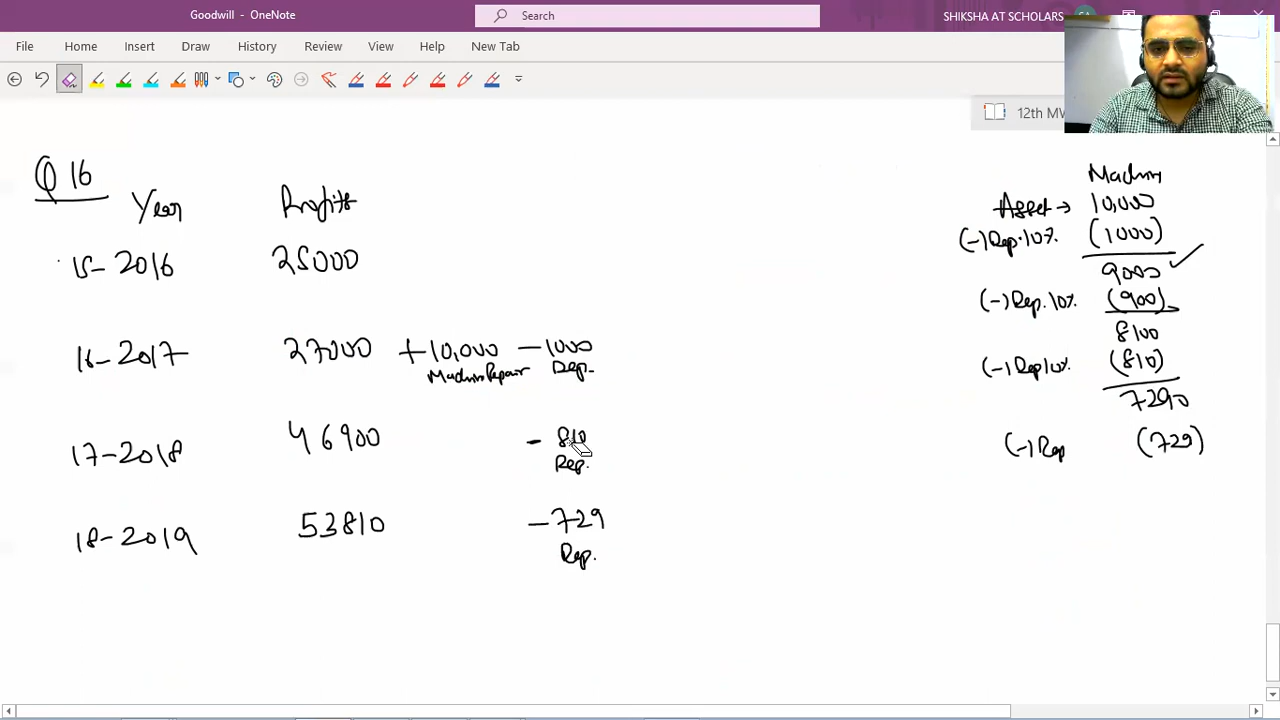 Goodwill - OneNote
Search
SHIKSHA AT SCHOLARS
File Home Insert Draw View History Review View Help New Tab
12th MW
Q 16
Year Profits
15-2016 25000
16-2017 27000 +10,000 -1000
Machine Repair Dep.
17-2018 46900 - 810
Dep.
18-2019 53810 -729
Dep.
Machine
Asset → 10,000
(-) Dep. 10% (1000)
9000 ✓
(-) Dep. 10% (900)
8100
(-) Dep 10% (810)
7290
(-) Dep (729)